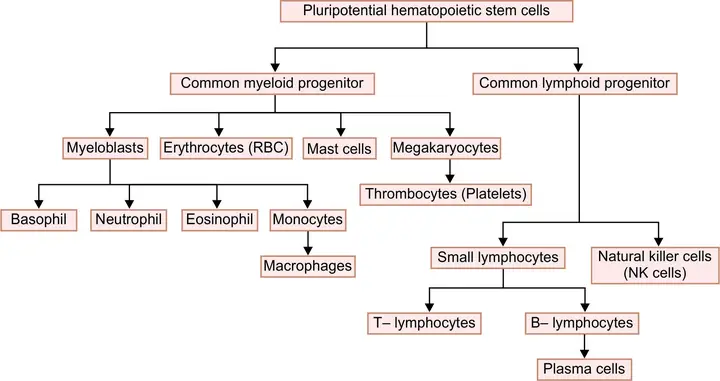 Pluripotential hematopoietic stem cells
Common myeloid progenitor
Common lymphoid progenitor
Myeloblasts
Erythrocytes (RBC)
Mast cells
Megakaryocytes
Thrombocytes (Platelets)
Basophil
Neutrophil
Eosinophil
Monocytes
Macrophages
Small lymphocytes
Natural killer cells
(NK cells)
T– lymphocytes
B– lymphocytes
Plasma cells